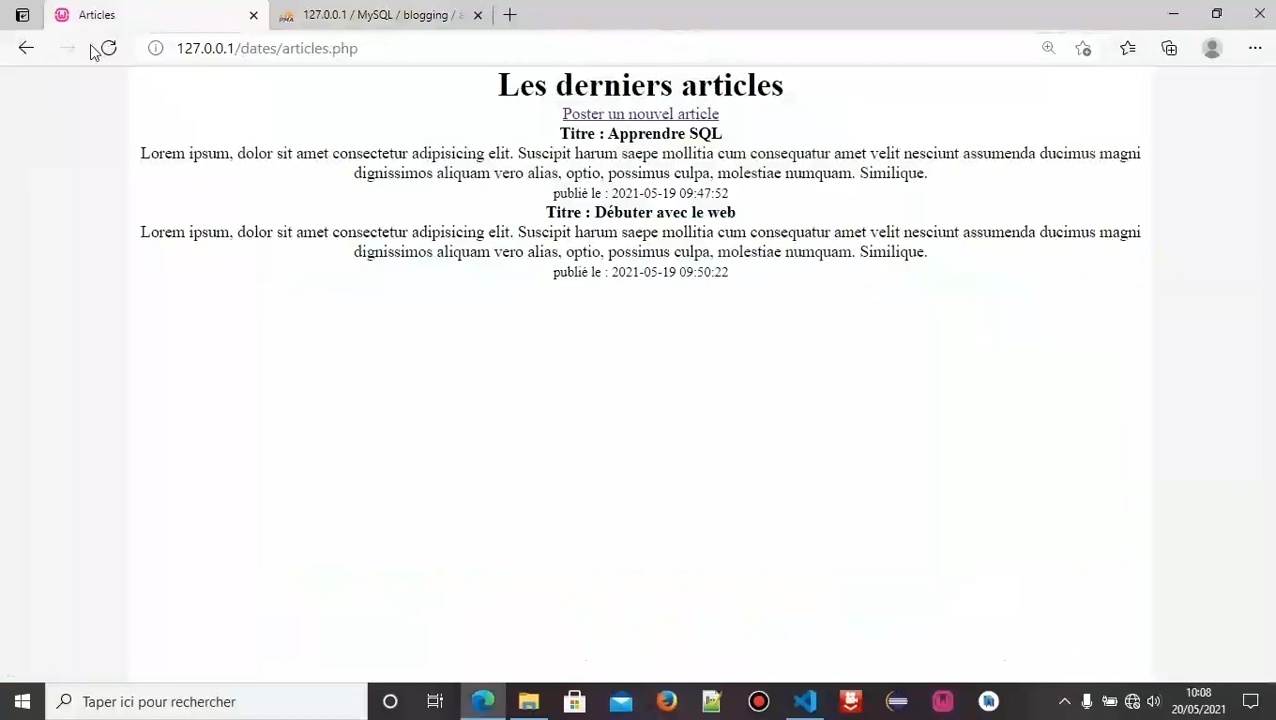 Articles
127.0.0.1 / MySQL / blogging /
127.0.0.1/dates/articles.php
Les derniers articles
Poster un nouvel article
Titre : Apprendre SQL
Lorem ipsum, dolor sit amet consectetur adipisicing elit. Suscipit harum saepe mollitia cum consequatur amet velit nesciunt assumenda ducimus magni
dignissimos aliquam vero alias, optio, possimus culpa, molestiae numquam. Similique.
publié le : 2021-05-19 09:47:52
Titre : Débuter avec le web
Lorem ipsum, dolor sit amet consectetur adipisicing elit. Suscipit harum saepe mollitia cum consequatur amet velit nesciunt assumenda ducimus magni
dignissimos aliquam vero alias, optio, possimus culpa, molestiae numquam. Similique.
publié le : 2021-05-19 09:50:22
Taper ici pour rechercher
10:08
20/05/2021